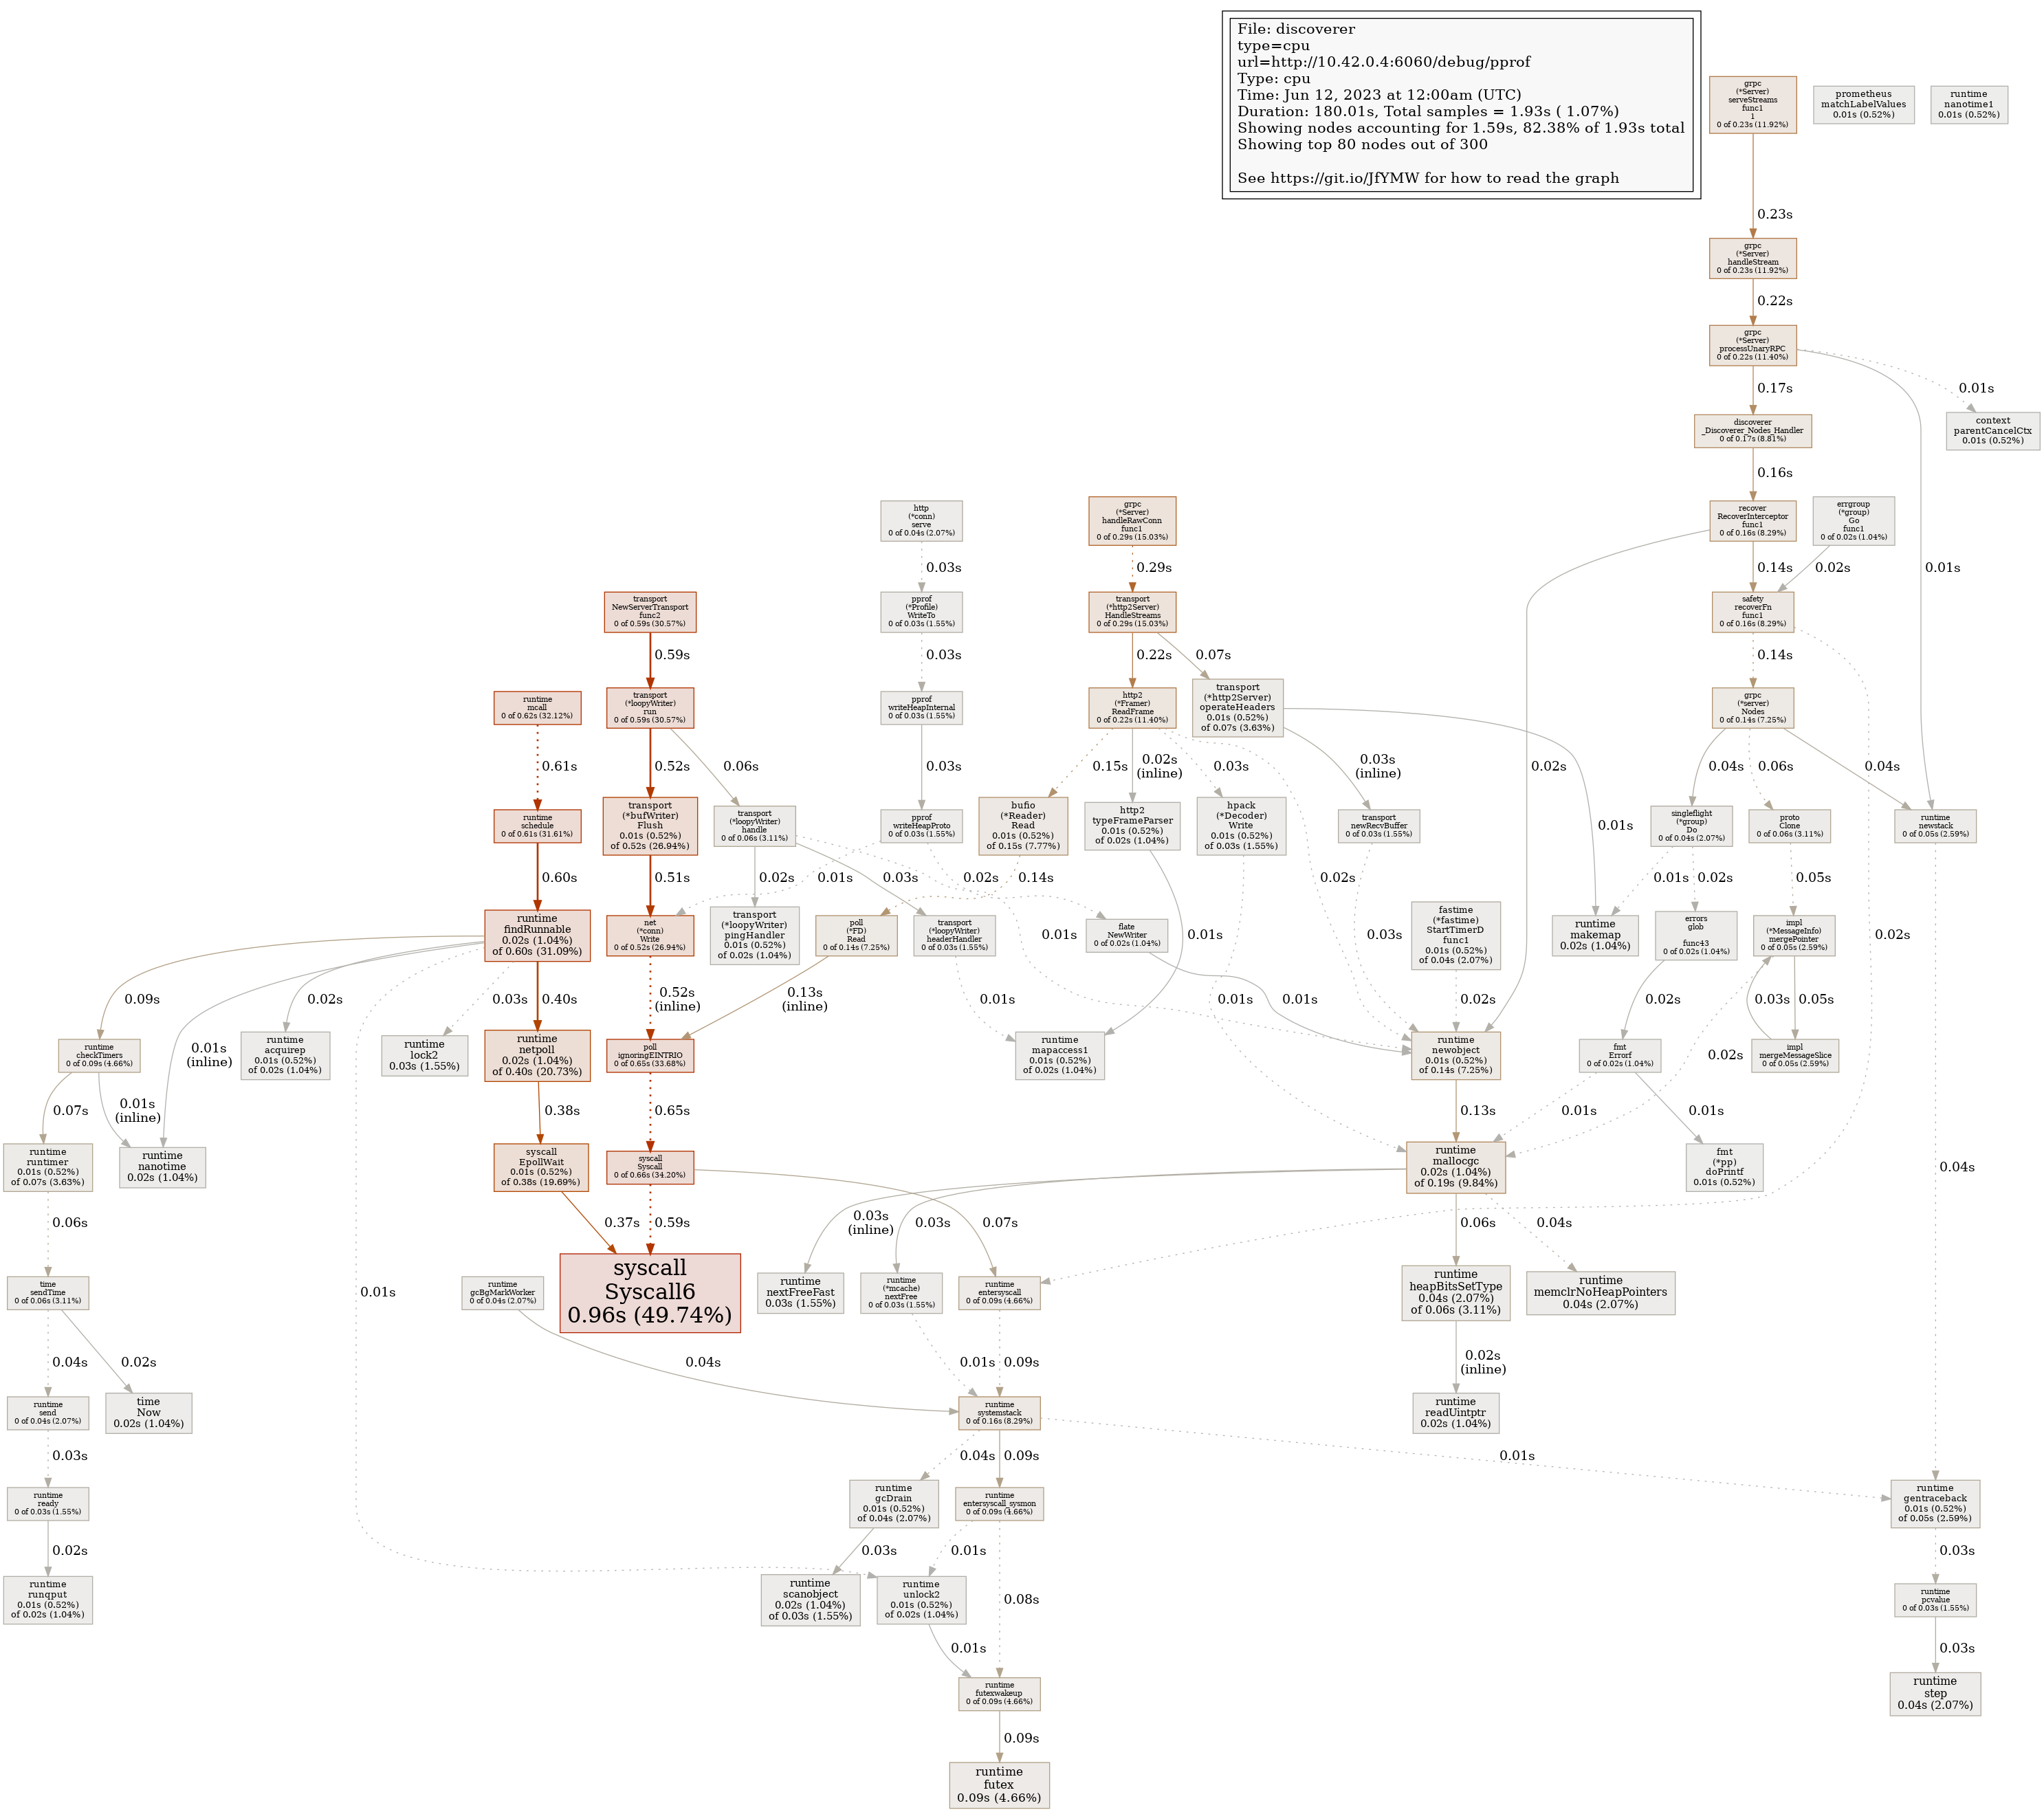 File: discoverer
type=cpu
url=http://10.42.0.4:6060/debug/pprof
Type: cpu
Time: Jun 12, 2023 at 12:00am (UTC)
Duration: 180.01s, Total samples = 1.93s ( 1.07%)
Showing nodes accounting for 1.59s, 82.38% of 1.93s total
Showing top 80 nodes out of 300
See https://git.io/JfYMW for how to read the graph
grpc
(*Server)
serveStreams
func1
1
0 of 0.23s (11.92%)
prometheus
matchLabelValues
0.01s (0.52%)
runtime
nanotime1
0.01s (0.52%)
0.23s
grpc
(*Server)
handleStream
0 of 0.23s (11.92%)
0.22s
grpc
(*Server)
processUnaryRPC
0 of 0.22s (11.40%)
0.17s
0.01s
discoverer
_Discoverer_Nodes_Handler
0 of 0.17s (8.81%)
context
parentCancelCtx
0.01s (0.52%)
0.16s
http
(*conn)
serve
0 of 0.04s (2.07%)
grpc
(*Server)
handleRawConn
func1
0 of 0.29s (15.03%)
recover
RecoverInterceptor
func1
0 of 0.16s (8.29%)
errgroup
(*group)
Go
func1
0 of 0.02s (1.04%)
0.03s
0.29s
0.14s
0.02s
0.01s
transport
NewServerTransport
func2
0 of 0.59s (30.57%)
pprof
(*Profile)
WriteTo
0 of 0.03s (1.55%)
transport
(*http2Server)
HandleStreams
0 of 0.29s (15.03%)
safety
recoverFn
func1
0 of 0.16s (8.29%)
0.59s
0.03s
0.22s
0.07s
0.14s
runtime
mcall
0 of 0.62s (32.12%)
transport
(*loopyWriter)
run
0 of 0.59s (30.57%)
pprof
writeHeapInternal
0 of 0.03s (1.55%)
http2
(*Framer)
ReadFrame
0 of 0.22s (11.40%)
transport
(*http2Server)
operateHeaders
0.01s (0.52%)
of 0.07s (3.63%)
grpc
(*server)
Nodes
0 of 0.14s (7.25%)
0.61s
0.52s
0.06s
0.03s
0.15s
0.02s
(inline)
0.03s
0.03s
(inline)
0.02s
0.04s
0.06s
0.04s
runtime
schedule
0 of 0.61s (31.61%)
transport
(*bufWriter)
Flush
0.01s (0.52%)
of 0.52s (26.94%)
transport
(*loopyWriter)
handle
0 of 0.06s (3.11%)
pprof
writeHeapProto
0 of 0.03s (1.55%)
bufio
(*Reader)
Read
0.01s (0.52%)
of 0.15s (7.77%)
http2
typeFrameParser
0.01s (0.52%)
of 0.02s (1.04%)
hpack
(*Decoder)
Write
0.01s (0.52%)
of 0.03s (1.55%)
transport
newRecvBuffer
0 of 0.03s (1.55%)
0.01s
singleflight
(*group)
Do
0 of 0.04s (2.07%)
proto
Clone
0 of 0.06s (3.11%)
runtime
newstack
0 of 0.05s (2.59%)
0.60s
0.51s
0.02s
0.01s
0.03s
0.02s
0.14s
0.02s
0.01s
0.02s
0.05s
runtime
findRunnable
0.02s (1.04%)
of 0.60s (31.09%)
net
(*conn)
Write
0 of 0.52s (26.94%)
transport
(*loopyWriter)
pingHandler
0.01s (0.52%)
of 0.02s (1.04%)
poll
(*FD)
Read
0 of 0.14s (7.25%)
transport
(*loopyWriter)
headerHandler
0 of 0.03s (1.55%)
flate
NewWriter
0 of 0.02s (1.04%)
0.01s
0.01s
0.03s
fastime
(*fastime)
StartTimerD
func1
0.01s (0.52%)
of 0.04s (2.07%)
runtime
makemap
0.02s (1.04%)
errors
glob

func43
0 of 0.02s (1.04%)
impl
(*MessageInfo)
mergePointer
0 of 0.05s (2.59%)
0.02s
0.09s
0.01s
(inline)
0.02s
0.03s
0.40s
0.52s
(inline)
0.13s
(inline)
0.01s
0.01s
0.01s
0.02s
0.02s
0.03s
0.05s
runtime
checkTimers
0 of 0.09s (4.66%)
runtime
acquirep
0.01s (0.52%)
of 0.02s (1.04%)
runtime
lock2
0.03s (1.55%)
runtime
netpoll
0.02s (1.04%)
of 0.40s (20.73%)
poll
ignoringEINTRIO
0 of 0.65s (33.68%)
runtime
mapaccess1
0.01s (0.52%)
of 0.02s (1.04%)
runtime
newobject
0.01s (0.52%)
of 0.14s (7.25%)
fmt
Errorf
0 of 0.02s (1.04%)
0.02s
impl
mergeMessageSlice
0 of 0.05s (2.59%)
0.07s
0.01s
(inline)
0.38s
0.65s
0.13s
0.01s
0.01s
runtime
runtimer
0.01s (0.52%)
of 0.07s (3.63%)
runtime
nanotime
0.02s (1.04%)
syscall
EpollWait
0.01s (0.52%)
of 0.38s (19.69%)
syscall
Syscall
0 of 0.66s (34.20%)
runtime
mallocgc
0.02s (1.04%)
of 0.19s (9.84%)
fmt
(*pp)
doPrintf
0.01s (0.52%)
0.04s
0.06s
0.37s
0.59s
0.03s
(inline)
0.03s
0.07s
0.06s
0.04s
time
sendTime
0 of 0.06s (3.11%)
0.01s
runtime
gcBgMarkWorker
0 of 0.04s (2.07%)
syscall
Syscall6
0.96s (49.74%)
runtime
nextFreeFast
0.03s (1.55%)
runtime
(*mcache)
nextFree
0 of 0.03s (1.55%)
runtime
entersyscall
0 of 0.09s (4.66%)
runtime
heapBitsSetType
0.04s (2.07%)
of 0.06s (3.11%)
runtime
memclrNoHeapPointers
0.04s (2.07%)
0.04s
0.02s
0.04s
0.01s
0.09s
0.02s
(inline)
runtime
send
0 of 0.04s (2.07%)
time
Now
0.02s (1.04%)
runtime
systemstack
0 of 0.16s (8.29%)
runtime
readUintptr
0.02s (1.04%)
0.03s
0.04s
0.09s
0.01s
runtime
ready
0 of 0.03s (1.55%)
runtime
gcDrain
0.01s (0.52%)
of 0.04s (2.07%)
runtime
entersyscall_sysmon
0 of 0.09s (4.66%)
runtime
gentraceback
0.01s (0.52%)
of 0.05s (2.59%)
0.02s
0.03s
0.01s
0.08s
0.03s
runtime
runqput
0.01s (0.52%)
of 0.02s (1.04%)
runtime
scanobject
0.02s (1.04%)
of 0.03s (1.55%)
runtime
unlock2
0.01s (0.52%)
of 0.02s (1.04%)
runtime
pcvalue
0 of 0.03s (1.55%)
0.01s
0.03s
runtime
futexwakeup
0 of 0.09s (4.66%)
runtime
step
0.04s (2.07%)
0.09s
runtime
futex
0.09s (4.66%)